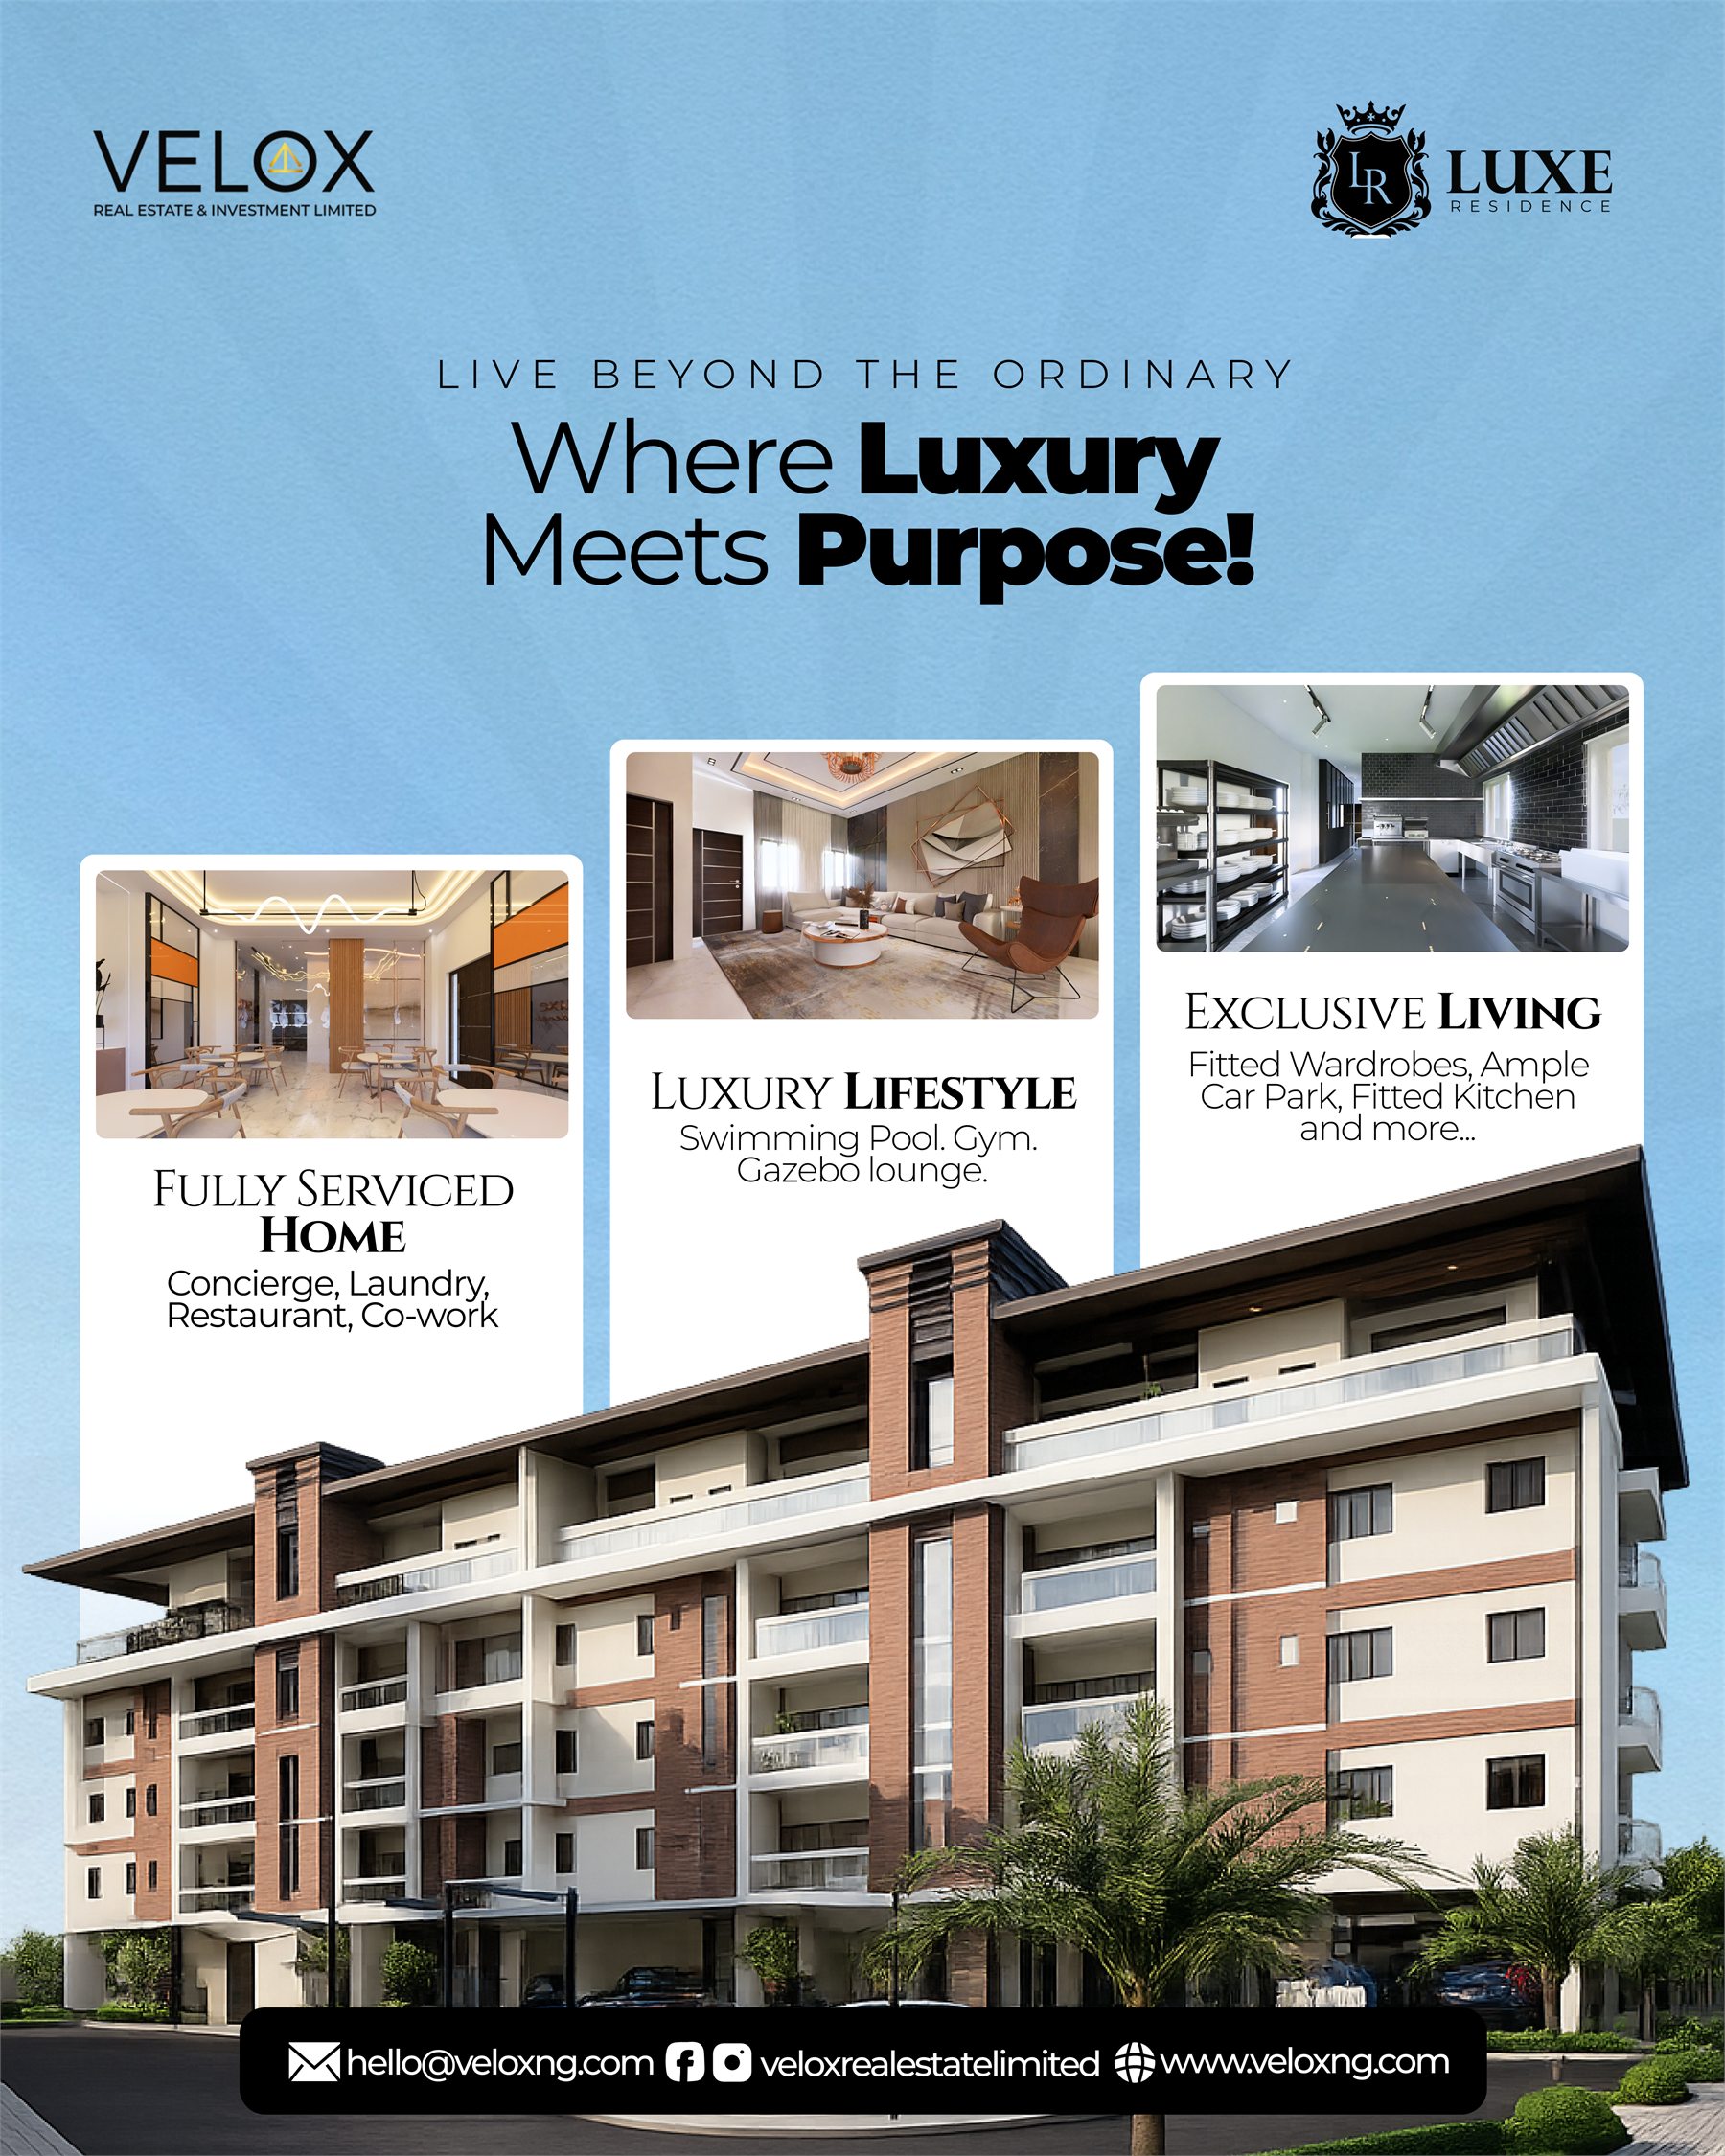 VELOX
REAL ESTATE & INVESTMENT LIMITED
LR
LUXE
RESIDENCE
LIVE BEYOND THE ORDINARY
Where Luxury
Meets Purpose!
FULLY SERVICED
HOME
Concierge, Laundry,
Restaurant, Co-work
LUXURY LIFESTYLE
Swimming Pool. Gym.
Gazebo lounge.
EXCLUSIVE LIVING
Fitted Wardrobes, Ample
Car Park, Fitted Kitchen
and more...
hello@veloxng.com veloxrealestatelimited www.veloxng.com